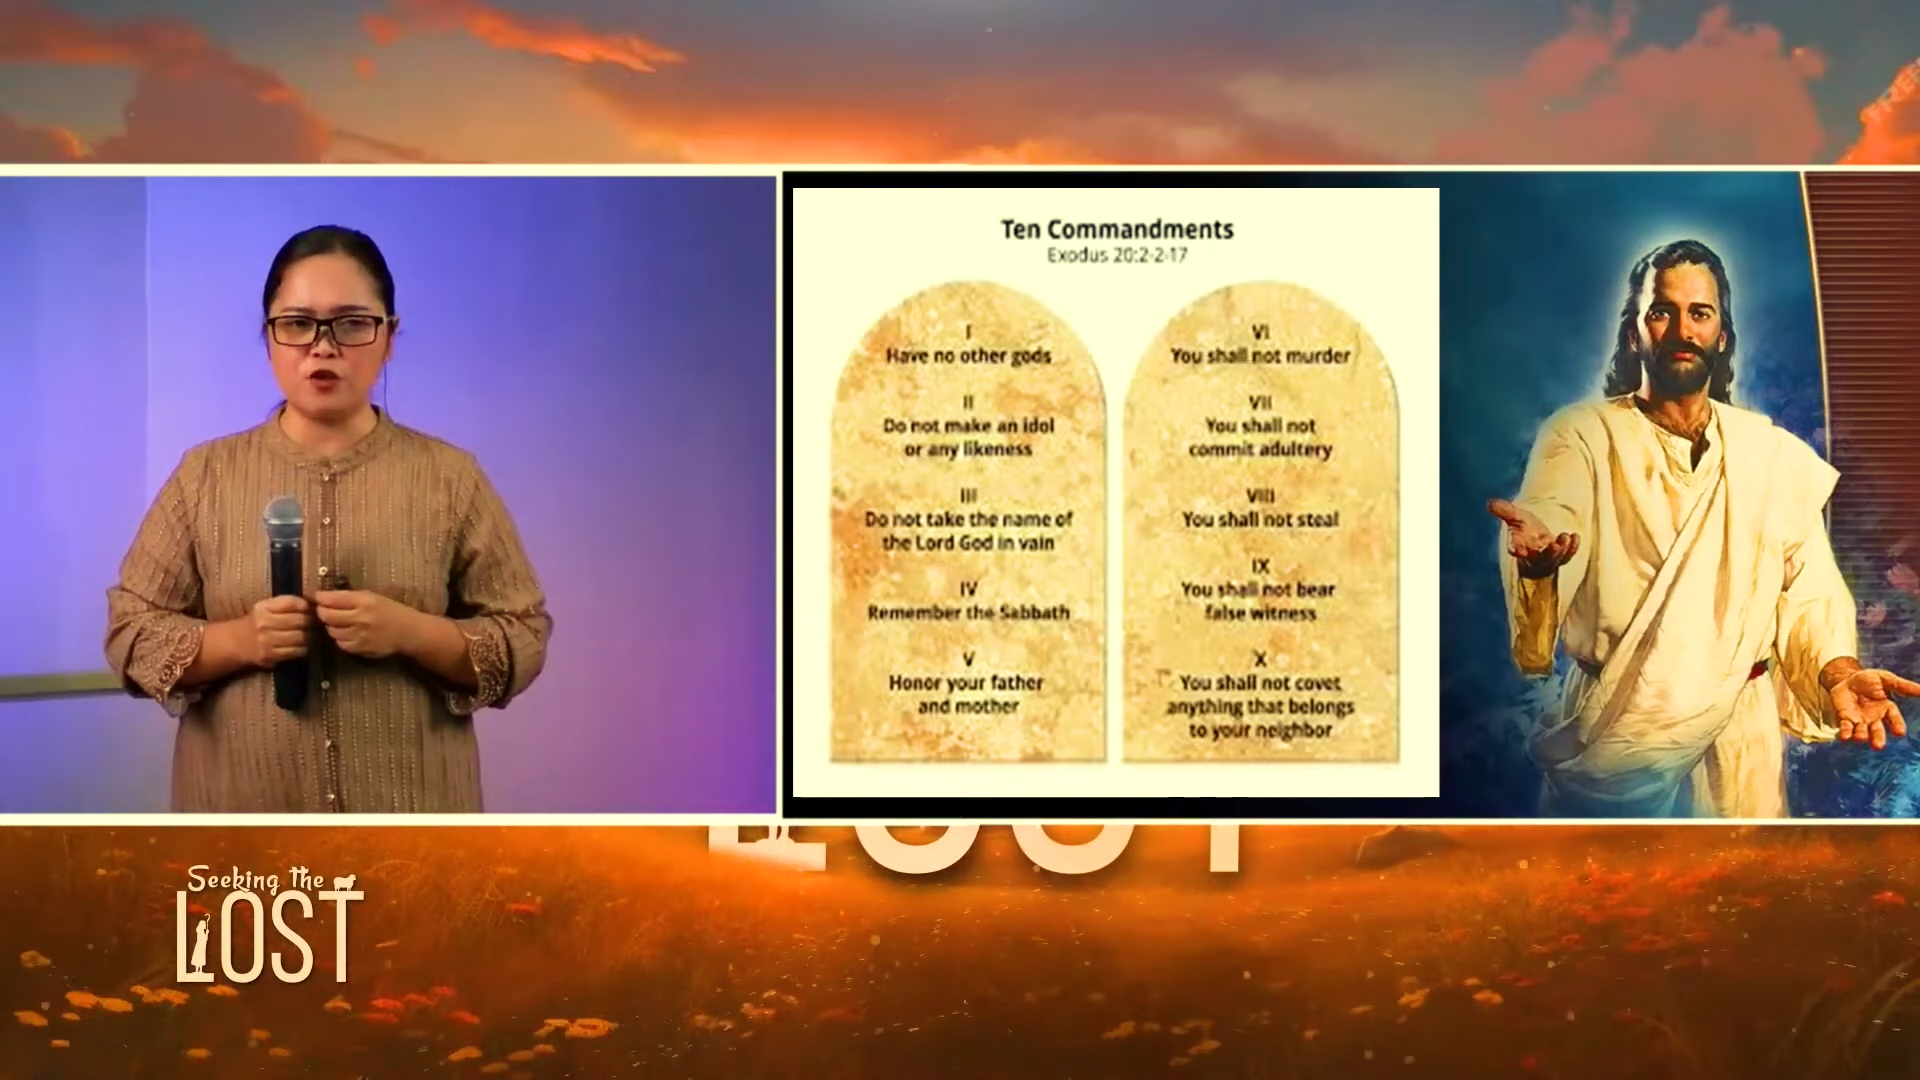 Ten Commandments
Exodus 20:2-2-17
I
Have no other gods
II
Do not make an idol
or any likeness
III
Do not take the name of
the Lord God in vain
IV
Remember the Sabbath
V
Honor your father
and mother
VI
You shall not murder
VII
You shall not
commit adultery
VIII
You shall not steal
IX
You shall not bear
false witness
X
You shall not covet
anything that belongs
to your neighbor
LOST
Seeking the
LOST